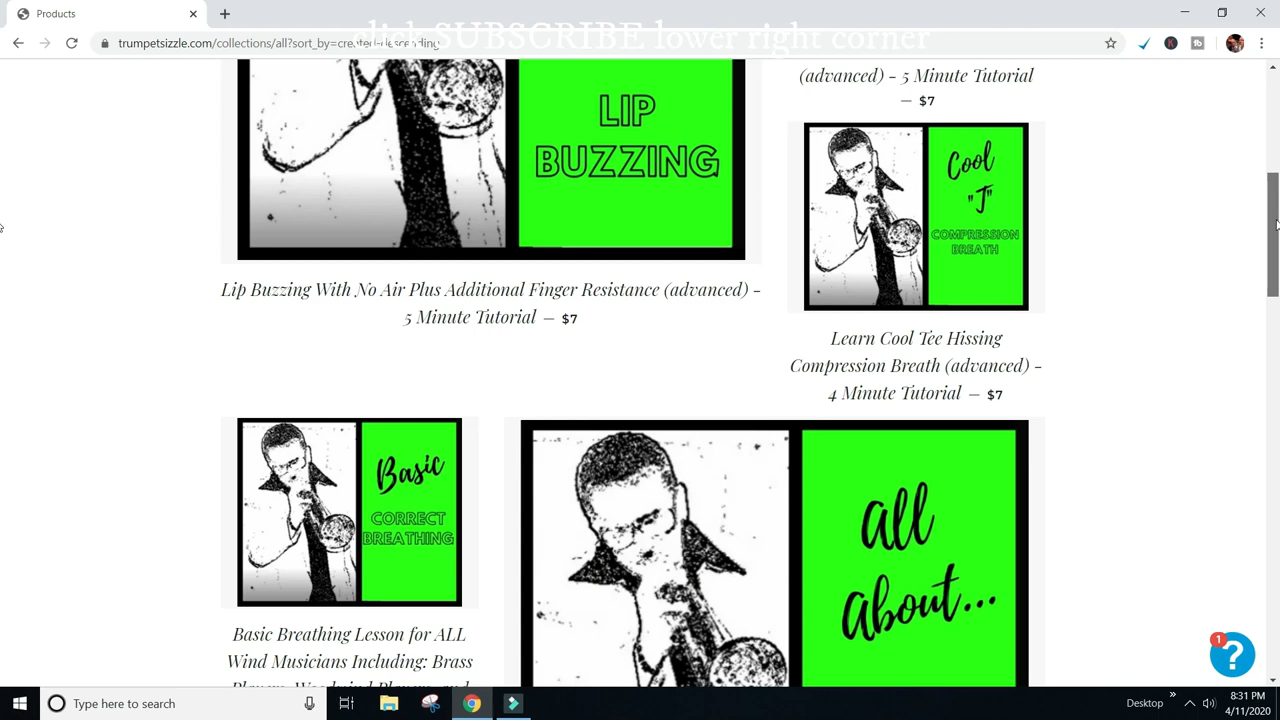 Products
click SUBSCRIBE lower right corner
trumpetsizzle.com/collections/all?sort_by=created-descending
LIP
BUZZING
Lip Buzzing With No Air Plus Additional Finger Resistance (advanced) -
5 Minute Tutorial — $7
(advanced) - 5 Minute Tutorial
— $7
Cool
"T"
COMPRESSION
BREATH
Learn Cool Tee Hissing
Compression Breath (advanced) -
4 Minute Tutorial — $7
Basic
CORRECT
BREATHING
Basic Breathing Lesson for ALL
Wind Musicians Including: Brass
All
About...
1
?
Type here to search
Desktop
8:31 PM
4/11/2020